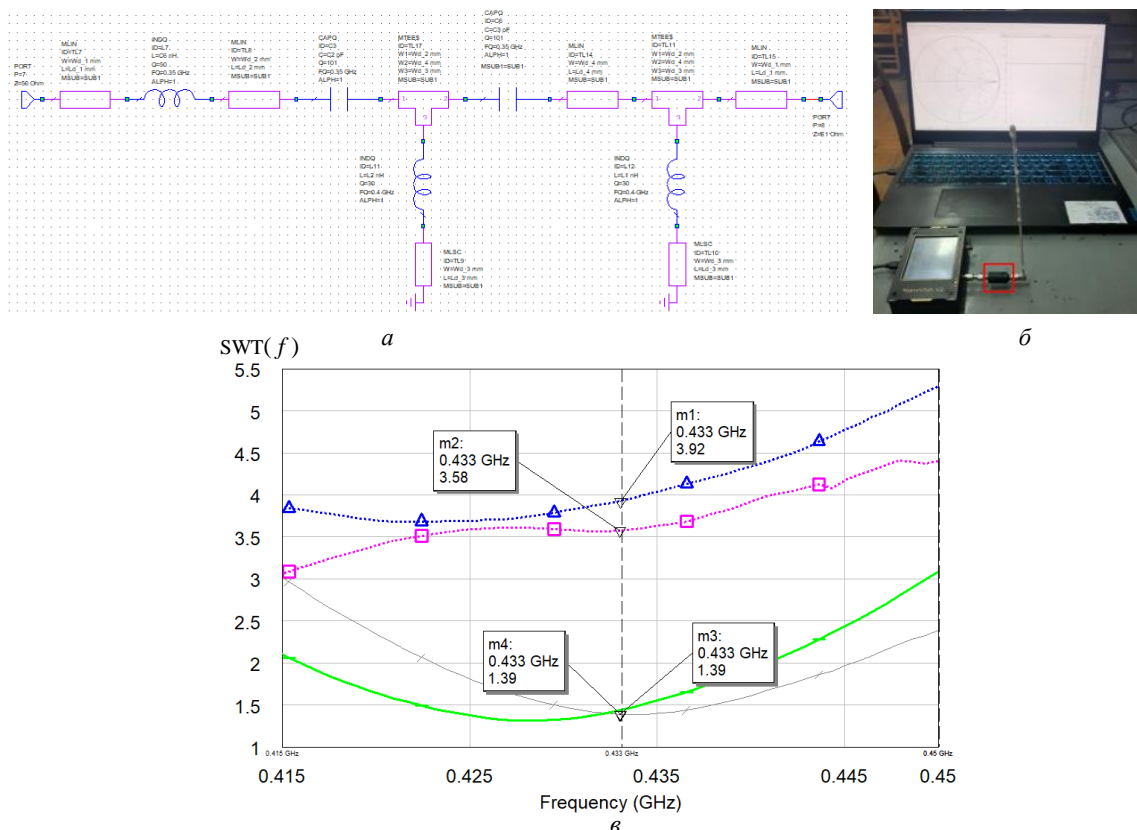 PORT
P=7
Z=50 Ohm
MLIN
ID=TL7
W=Wd_1 mm
L=Ld_1 mm
MSUB=SUB1
INDQ
ID=L7
L=C6 nH
Q=50
FQ=0.35 GHz
ALPH=1
MLIN
ID=TL8
W=Wd_2 mm
L=Ld_2 mm
MSUB=SUB1
CAPQ
ID=C3
C=C2 pF
Q=101
FQ=0.35 GHz
ALPH=1
MTEE$
ID=TL17
W1=Wd_2 mm
W2=Wd_4 mm
W3=Wd_3 mm
MSUB=SUB1
CAPQ
ID=C6
C=C3 pF
Q=101
FQ=0.35 GHz
ALPH=1
MSUB1=SUB1
MLIN
ID=TL14
W=Wd_4 mm
L=Ld_4 mm
MSUB=SUB1
MTEE$
ID=TL11
W1=Wd_2 mm
W2=Wd_4 mm
W3=Wd_3 mm
MSUB=SUB1
MLIN
ID=TL15
W=Wd_1 mm
L=Ld_1 mm
MSUB=SUB1
PORT
P=8
Z=E1 Ohm
1 2
3
1 2
3
INDQ
ID=L11
L=L2 nH
Q=30
FQ=0.4 GHz
ALPH=1
INDQ
ID=L12
L=L1 nH
Q=30
FQ=0.4 GHz
ALPH=1
MLSC
ID=TL9
W=Wd_3 mm
L=Ld_3 mm
MSUB=SUB1
MLSC
ID=TL10
W=Wd_3 mm
L=Ld_3 mm
MSUB=SUB1
а
б
SWT(f)
5.5
5
4.5
4
3.5
3
2.5
2
1.5
1
m1:
0.433 GHz
3.92
m2:
0.433 GHz
3.58
m4:
0.433 GHz
1.39
m3:
0.433 GHz
1.39
0.415 GHz 0.433 GHz 0.45 GHz
0.415 0.425 0.435 0.445 0.45
Frequency (GHz)
в